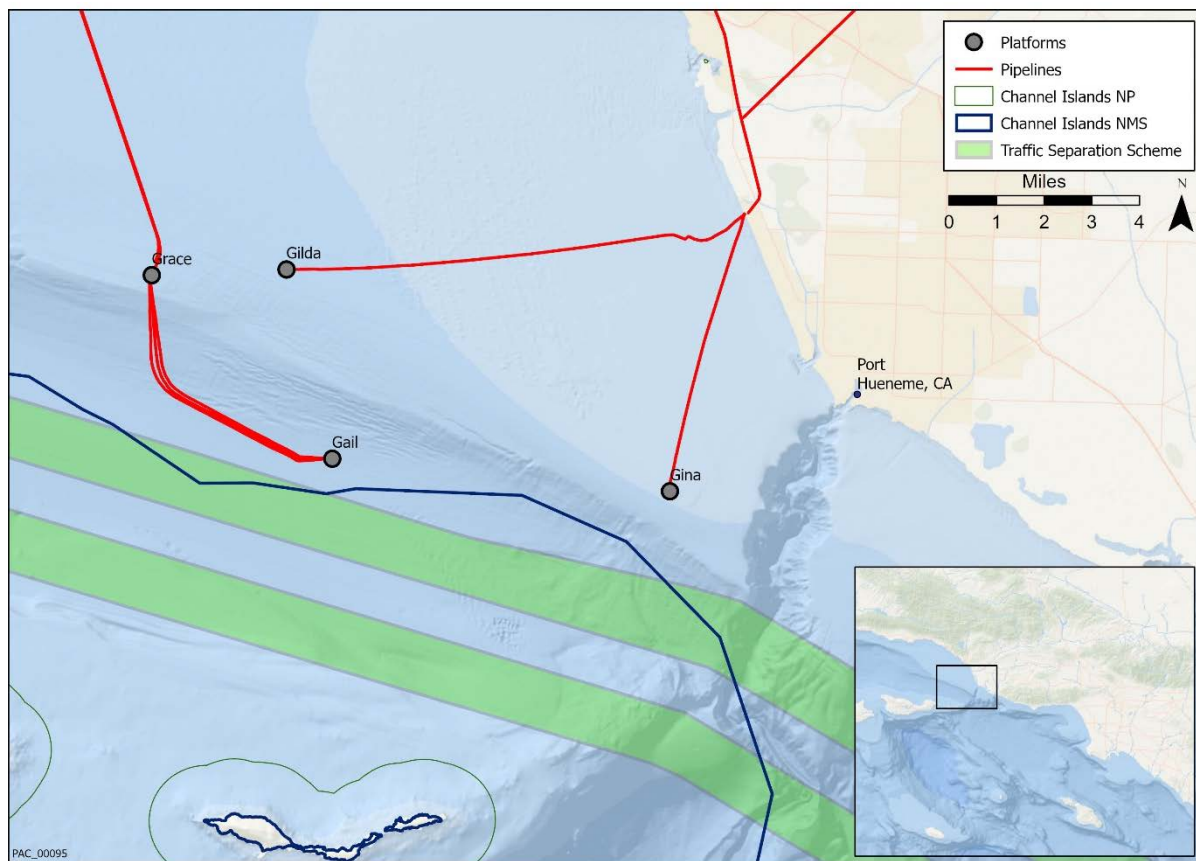 Platforms
Pipelines
Channel Islands NP
Channel Islands NMS
Traffic Separation Scheme
Miles
0 1 2 3 4
N
Grace
Gilda
Port
Hueneme, CA
Gail
Gina
PAC_00095